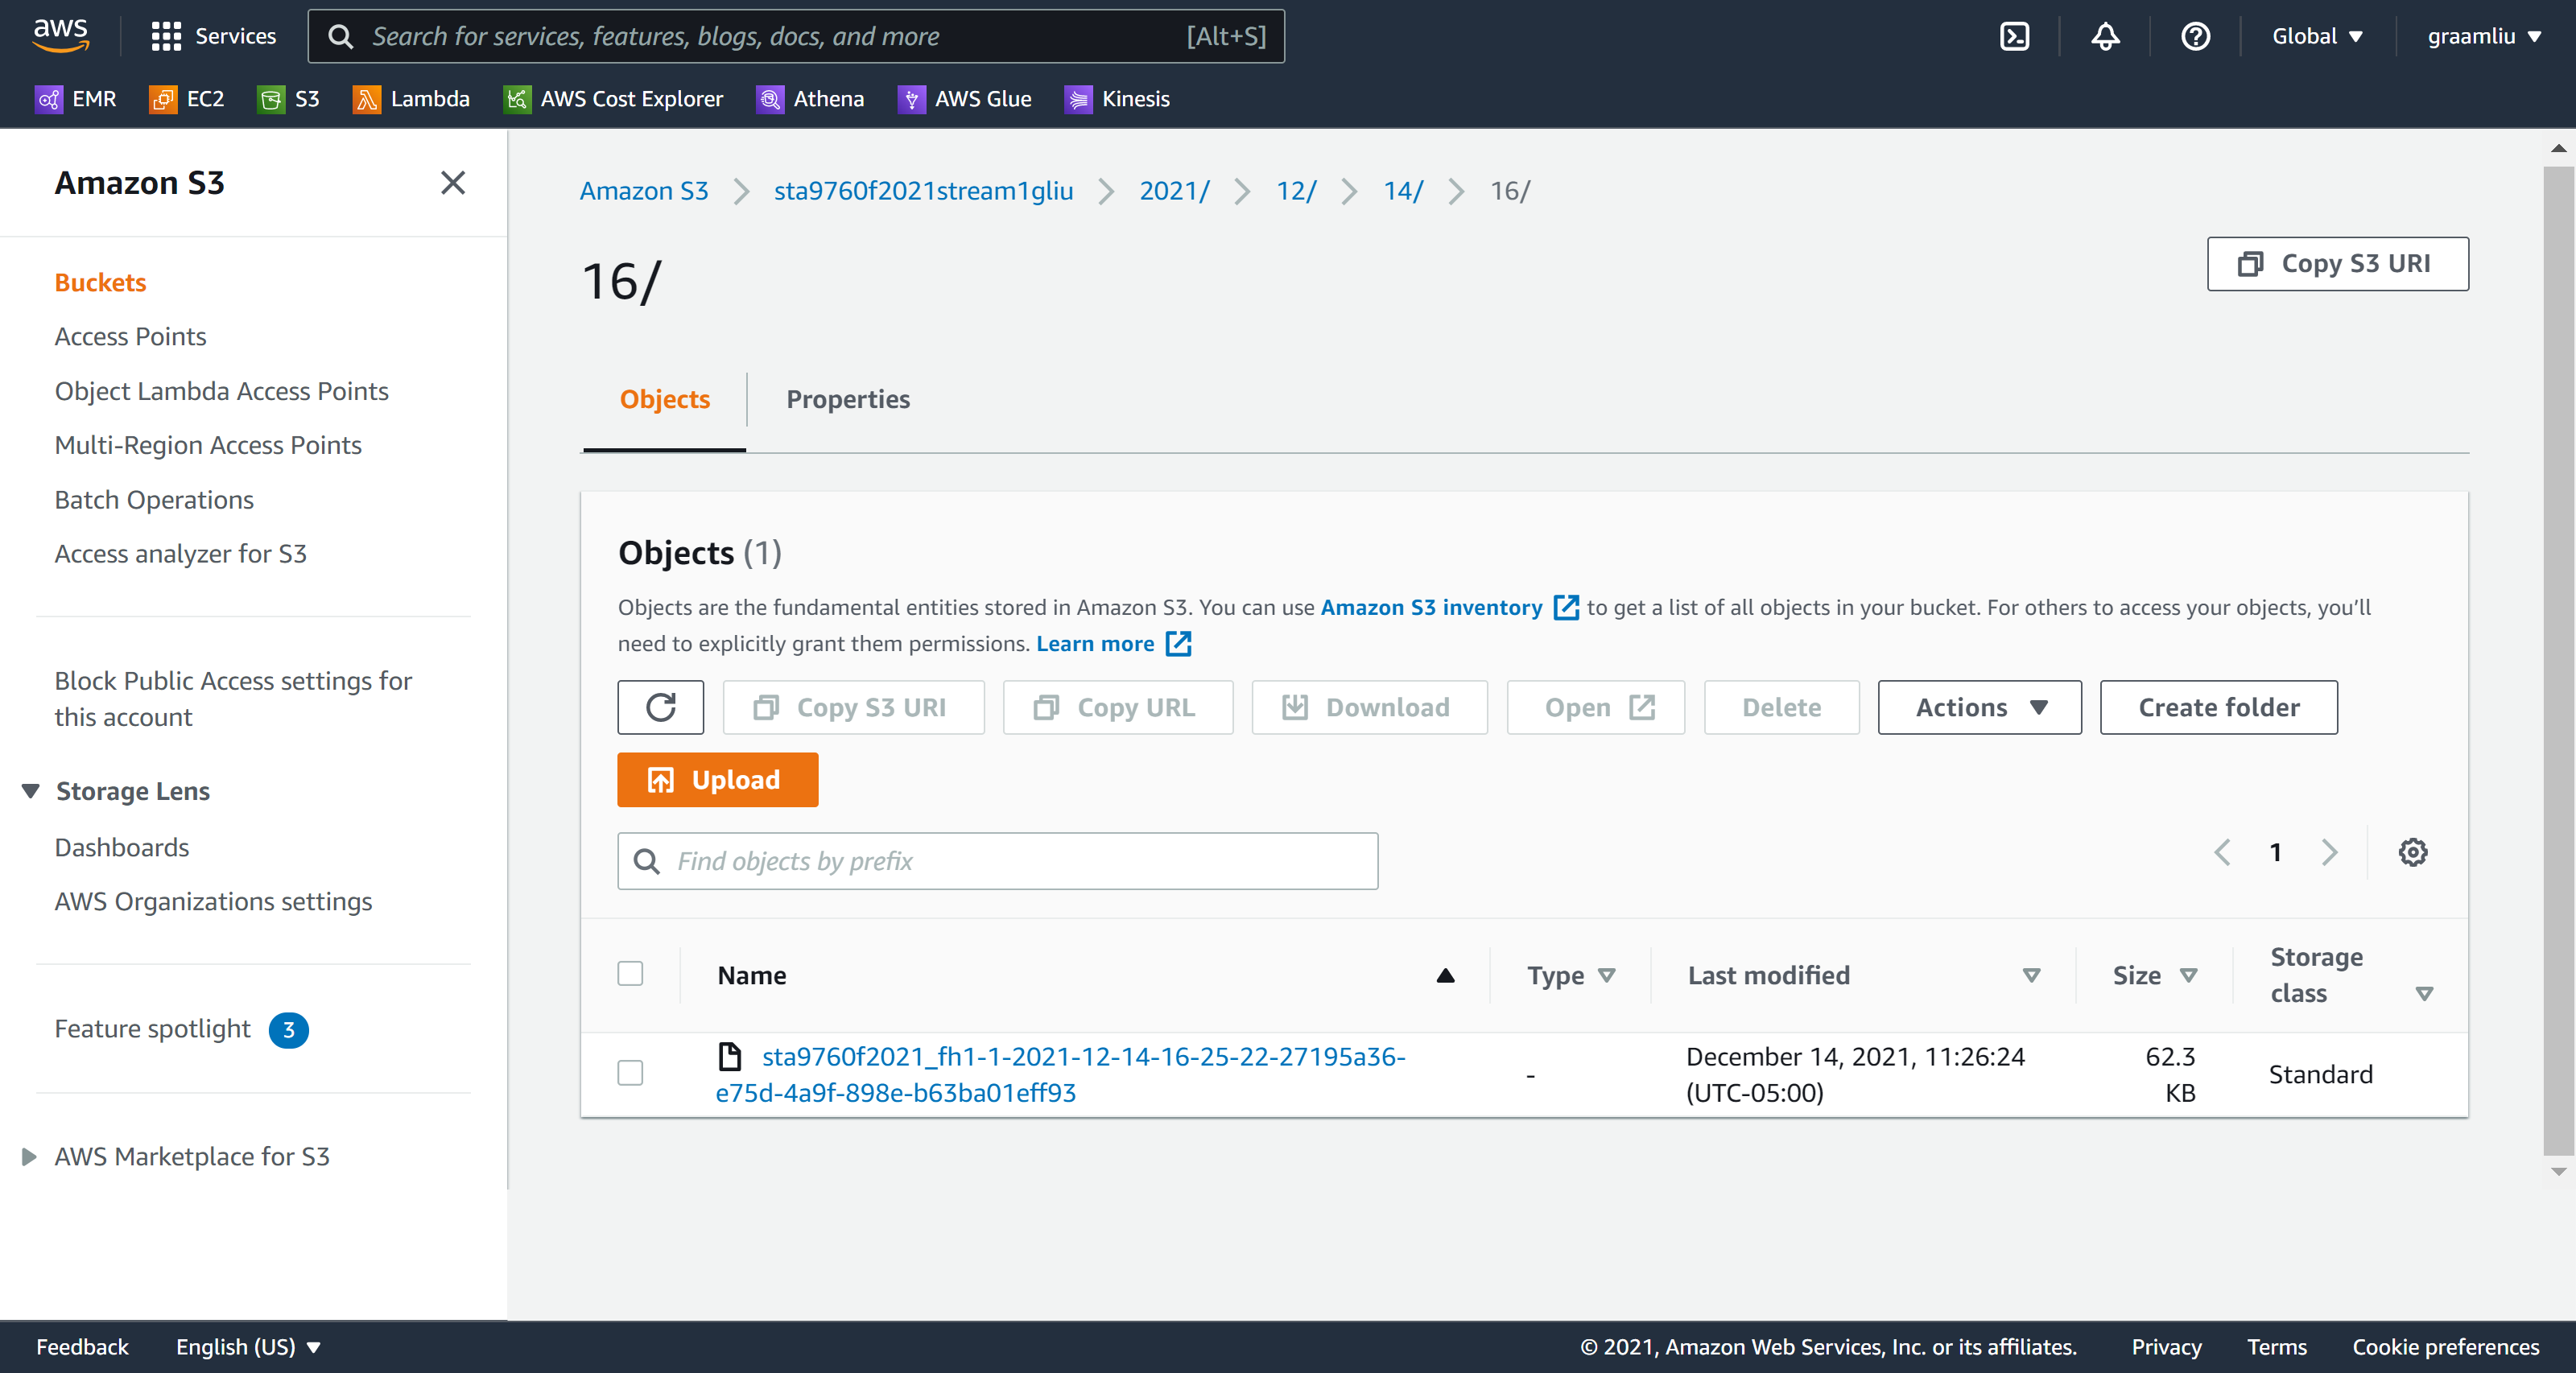 aws
Services
Search for services, features, blogs, docs, and more [Alt+S]
Global
graamliu
EMR EC2 S3 Lambda AWS Cost Explorer Athena AWS Glue Kinesis
Amazon S3
Buckets
Access Points
Object Lambda Access Points
Multi-Region Access Points
Batch Operations
Access analyzer for S3
Block Public Access settings for
this account
Storage Lens
Dashboards
AWS Organizations settings
Feature spotlight 3
AWS Marketplace for S3
Amazon S3 sta9760f2021stream1gliu 2021/ 12/ 14/ 16/
16/
Copy S3 URI
Objects Properties
Objects (1)
Objects are the fundamental entities stored in Amazon S3. You can use Amazon S3 inventory to get a list of all objects in your bucket. For others to access your objects, you’ll
need to explicitly grant them permissions. Learn more
Copy S3 URI Copy URL Download Open Delete Actions Create folder
Upload
Find objects by prefix
1
Name Type Last modified Size Storage
class
sta9760f2021_fh1-1-2021-12-14-16-25-22-27195a36-
e75d-4a9f-898e-b63ba01eff93
-
December 14, 2021, 11:26:24
(UTC-05:00)
62.3
KB
Standard
Feedback English (US)
© 2021, Amazon Web Services, Inc. or its affiliates. Privacy Terms Cookie preferences